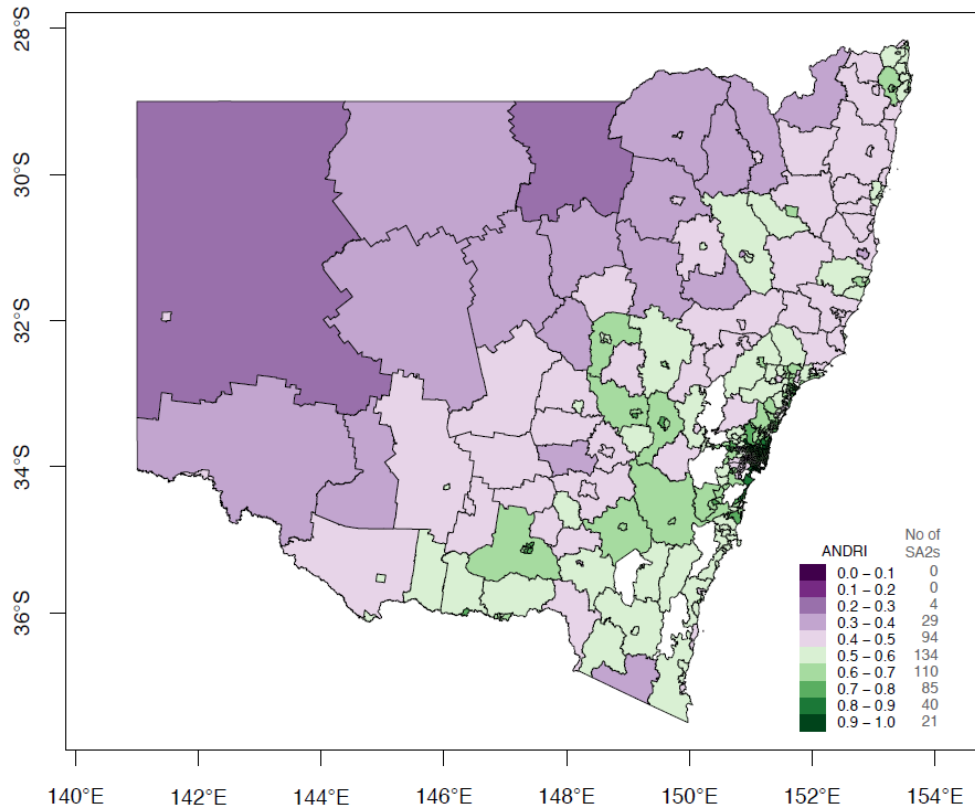 28°S
30°S
32°S
34°S
36°S
No of
ANDRI SA2s
0.0 – 0.1 0
0.1 – 0.2 0
0.2 – 0.3 4
0.3 – 0.4 29
0.4 – 0.5 94
0.5 – 0.6 134
0.6 – 0.7 110
0.7 – 0.8 85
0.8 – 0.9 40
0.9 – 1.0 21
140°E 142°E 144°E 146°E 148°E 150°E 152°E 154°E